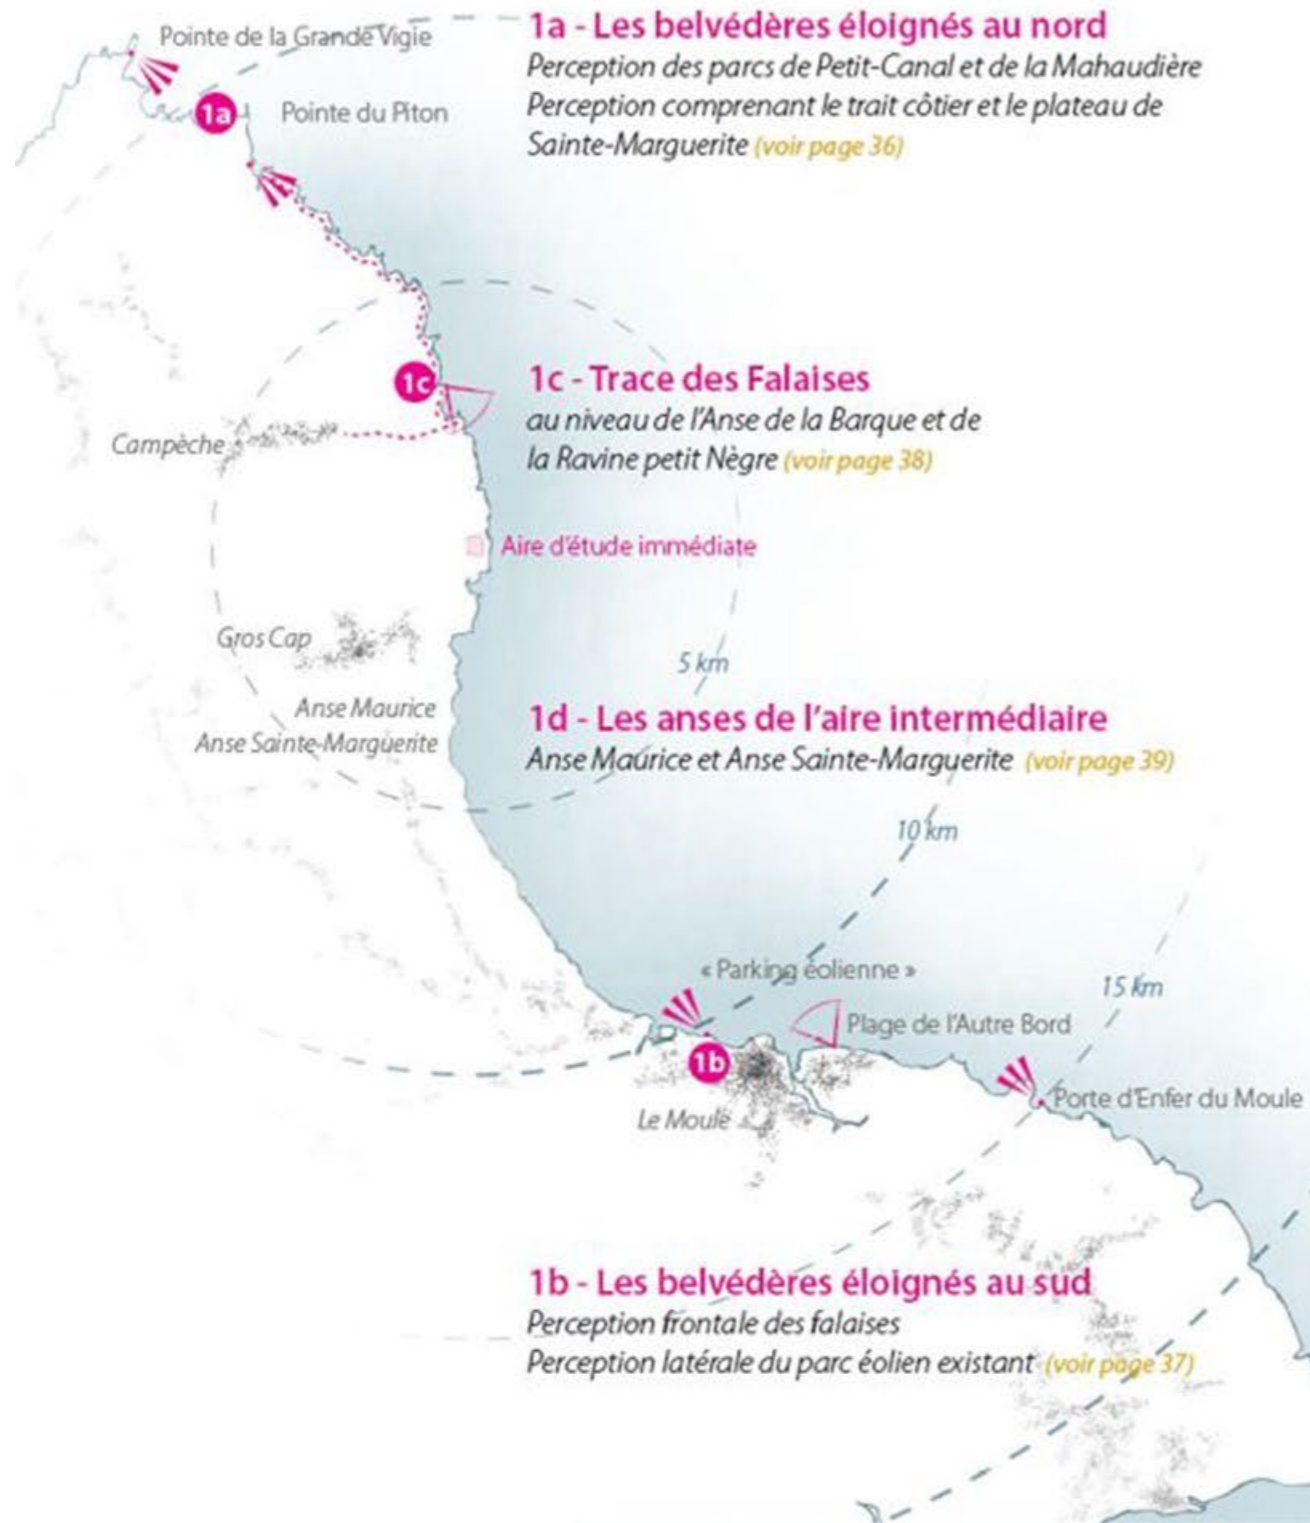 Pointe de la Grande Vigie
1a - Les belvédères éloignés au nord
Perception des parcs de Petit-Canal et de la Mahaudière
Perception comprenant le trait côtier et le plateau de
Sainte-Marguerite (voir page 36)
1a
Pointe du Piton
1c
1c - Trace des Falaises
au niveau de l'Anse de la Barque et de
la Ravine petit Nègre (voir page 38)
Campèche
Aire d'étude immédiate
Gros Cap
5 km
Anse Maurice
Anse Sainte-Marguerite
1d - Les anses de l'aire intermédiaire
Anse Maurice et Anse Sainte-Marguerite (voir page 39)
10 km
« Parking éolienne »
15 km
Plage de l'Autre Bord
1b
Porte d'Enfer du Moule
Le Moule
1b - Les belvédères éloignés au sud
Perception frontale des falaises
Perception latérale du parc éolien existant (voir page 37)